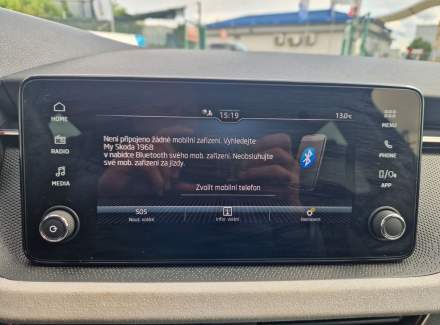 15:19
13.0°C
HOME
MENU
Není připojeno žádné mobilní zařízení. Vyhledejte
My Skoda 1968
v nabídce Bluetooth svého mob. zařízení. Neobsluhujte
své mob. zařízení za jízdy.
RADIO
PHONE
MEDIA
APP
Zvolit mobilní telefon
SOS
Nouz. volání
Info. volání
Nastavení